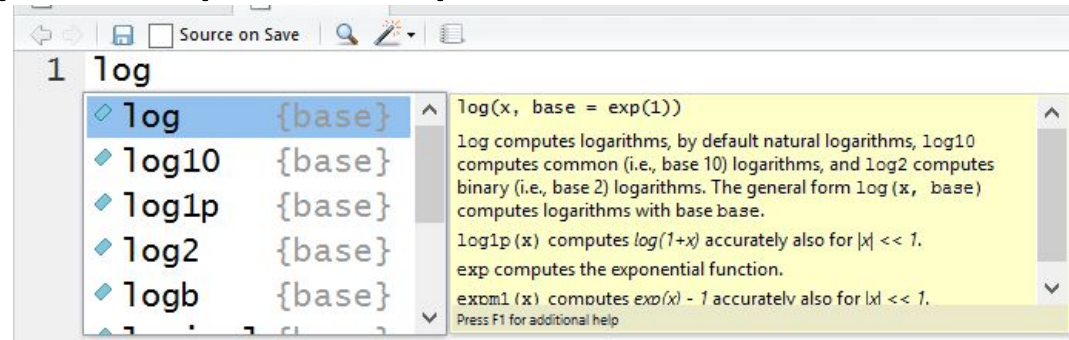 Source on Save
1 log
log {base}
log10 {base}
log1p {base}
log2 {base}
logb {base}
log(x, base = exp(1))
log computes logarithms, by default natural logarithms, log10
computes common (i.e., base 10) logarithms, and log2 computes
binary (i.e., base 2) logarithms. The general form log(x, base)
computes logarithms with base base.
log1p(x) computes log(1+x) accurately also for |x| << 1.
exp computes the exponential function.
expm1(x) computes exp(x) - 1 accurately also for |x| << 1.
Press F1 for additional help